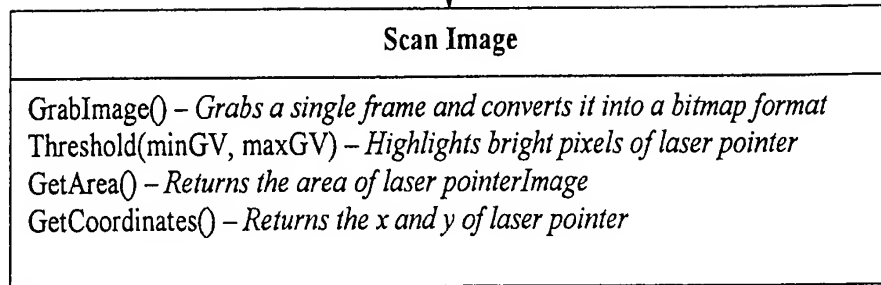 Scan Image
GrabImage() – Grabs a single frame and converts it into a bitmap format
Threshold(minGV, maxGV) – Highlights bright pixels of laser pointer
GetArea() – Returns the area of laser pointerImage
GetCoordinates() – Returns the x and y of laser pointer